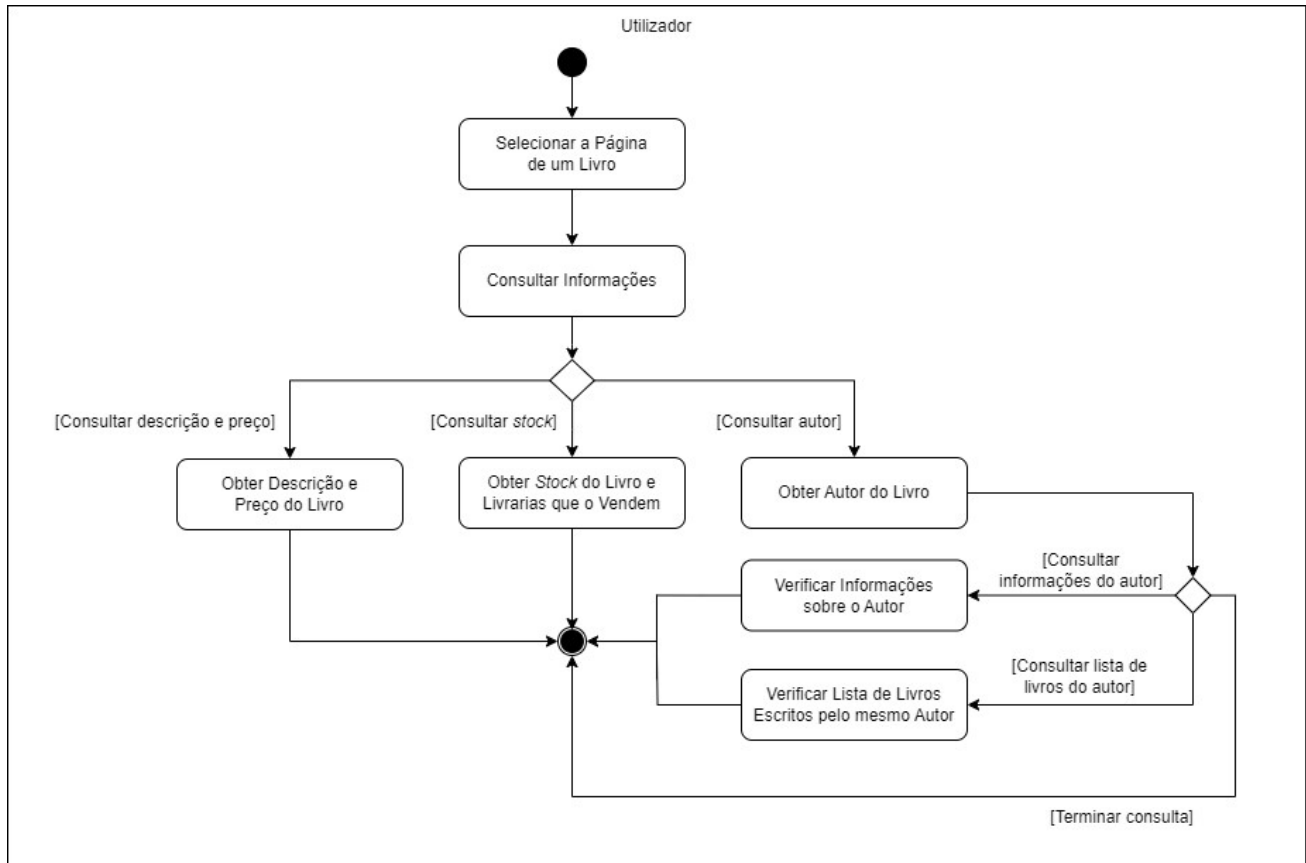 Utilizador
Selecionar a Página
de um Livro
Consultar Informações
[Consultar descrição e preço]
[Consultar stock]
[Consultar autor]
Obter Descrição e
Preço do Livro
Obter Stock do Livro e
Livrarias que o Vendem
Obter Autor do Livro
[Consultar
informações do autor]
Verificar Informações
sobre o Autor
[Consultar lista de
livros do autor]
Verificar Lista de Livros
Escritos pelo mesmo Autor
[Terminar consulta]